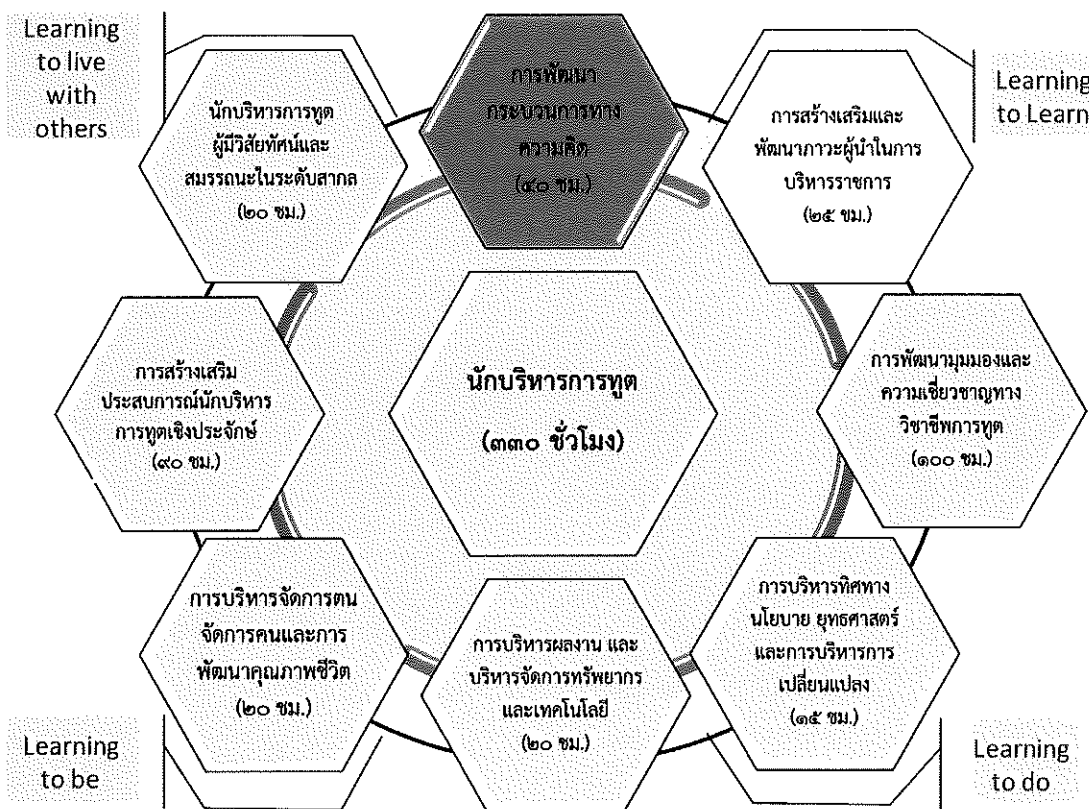 Learning
to live
with
others
นักบริหารการทูต
ผู้มีวิสัยทัศน์และ
สมรรถนะในระดับสากล
(๒๐ ชม.)
การพัฒนา
กระบวนการทาง
ความคิด
(๔๐ ชม.)
การสร้างเสริมและ
พัฒนาภาวะผู้นำในการ
บริหารราชการ
(๒๕ ชม.)
Learning
to Learn
การสร้างเสริม
ประสบการณ์นักบริหาร
การทูตเชิงประจักษ์
(๙๐ ชม.)
นักบริหารการทูต
(๓๓๐ ชั่วโมง)
การพัฒนามุมมองและ
ความเชี่ยวชาญทาง
วิชาชีพการทูต
(๑๐๐ ชม.)
การบริหารจัดการตน
จัดการคนและการ
พัฒนาคุณภาพชีวิต
(๒๐ ชม.)
การบริหารผลงาน และ
บริหารจัดการทรัพยากร
และเทคโนโลยี
(๒๐ ชม.)
การบริหารทิศทาง
นโยบาย ยุทธศาสตร์
และการบริหารการ
เปลี่ยนแปลง
(๑๕ ชม.)
Learning
to be
Learning
to do